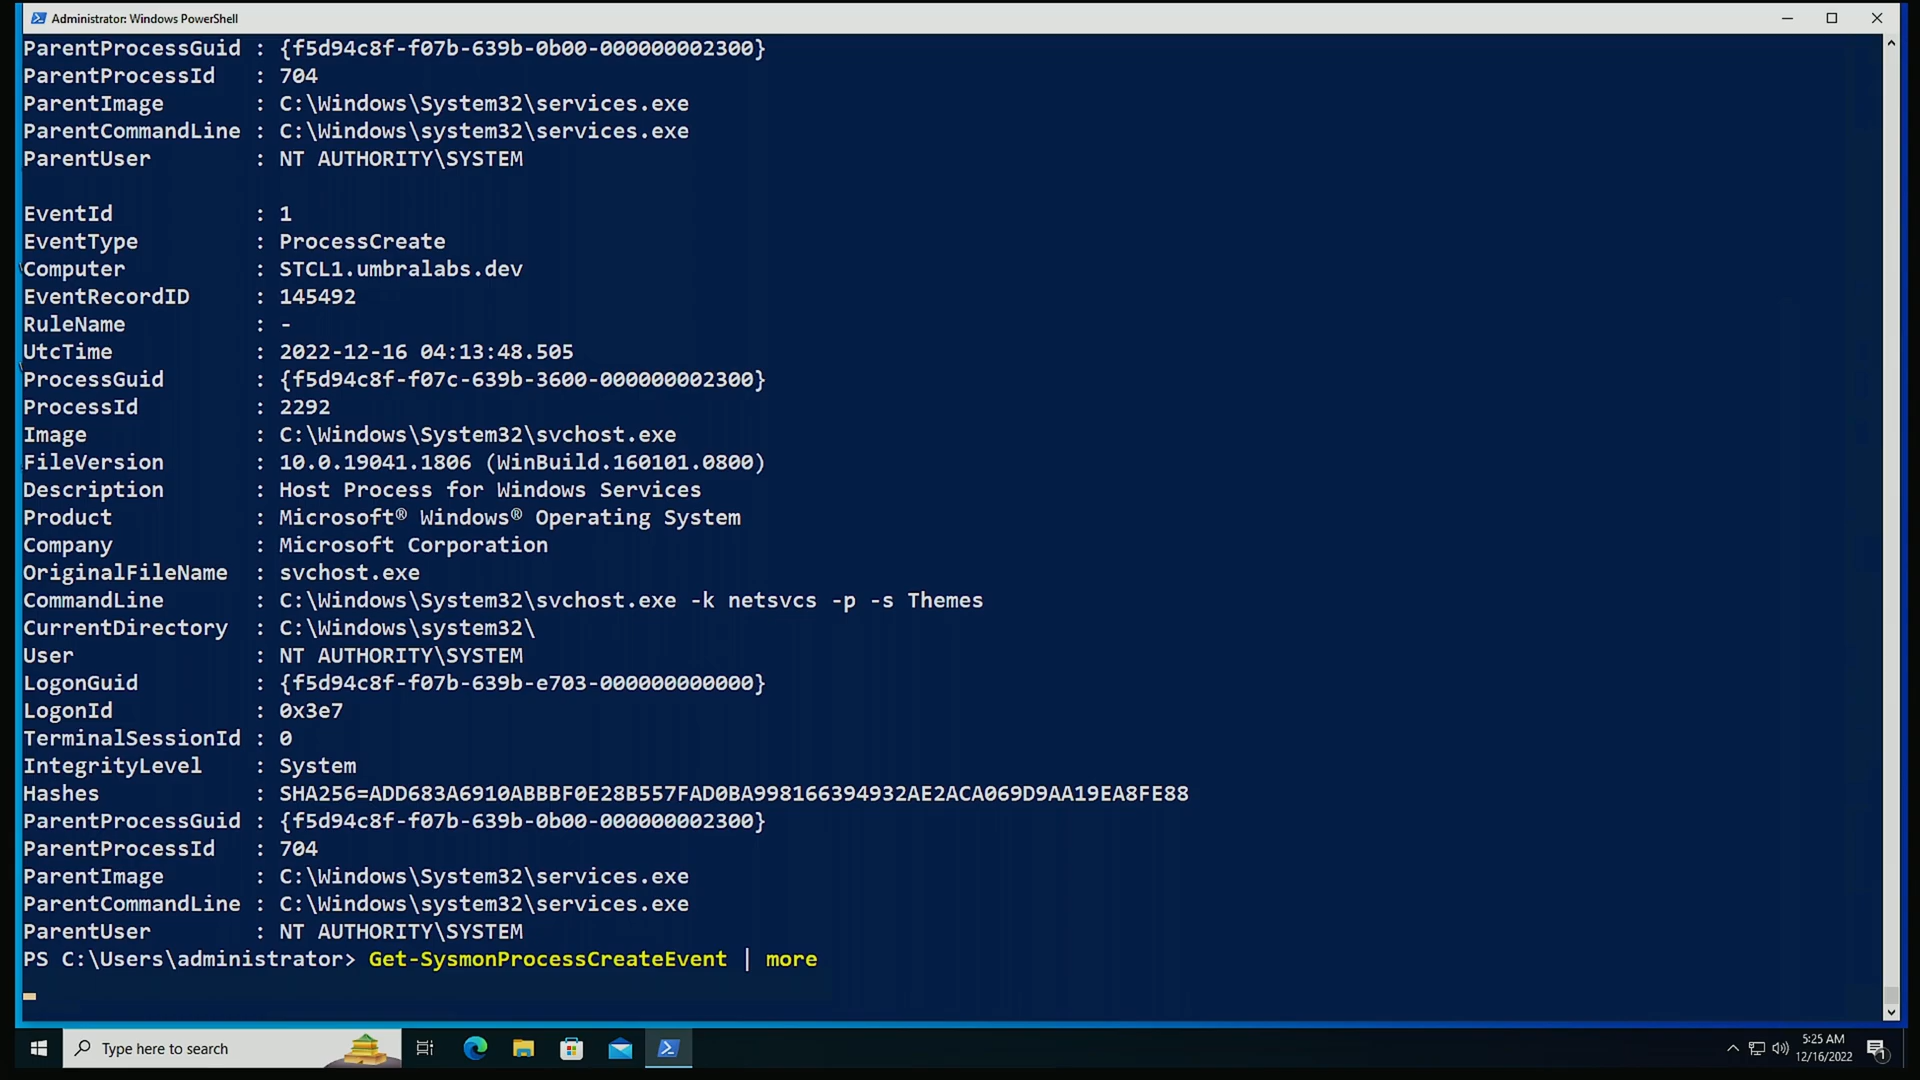 Administrator: Windows PowerShell
ParentProcessGuid : {f5d94c8f-f07b-639b-0b00-000000002300}
ParentProcessId : 704
ParentImage : C:\Windows\System32\services.exe
ParentCommandLine : C:\Windows\system32\services.exe
ParentUser : NT AUTHORITY\SYSTEM
EventId : 1
EventType : ProcessCreate
Computer : STCL1.umbralabs.dev
EventRecordID : 145492
RuleName : -
UtcTime : 2022-12-16 04:13:48.505
ProcessGuid : {f5d94c8f-f07c-639b-3600-000000002300}
ProcessId : 2292
Image : C:\Windows\System32\svchost.exe
FileVersion : 10.0.19041.1806 (WinBuild.160101.0800)
Description : Host Process for Windows Services
Product : Microsoft® Windows® Operating System
Company : Microsoft Corporation
OriginalFileName : svchost.exe
CommandLine : C:\Windows\System32\svchost.exe -k netsvcs -p -s Themes
CurrentDirectory : C:\Windows\system32\
User : NT AUTHORITY\SYSTEM
LogonGuid : {f5d94c8f-f07b-639b-e703-000000000000}
LogonId : 0x3e7
TerminalSessionId : 0
IntegrityLevel : System
Hashes : SHA256=ADD683A6910ABBBF0E28B557FAD0BA998166394932AE2ACA069D9AA19EA8FE88
ParentProcessGuid : {f5d94c8f-f07b-639b-0b00-000000002300}
ParentProcessId : 704
ParentImage : C:\Windows\System32\services.exe
ParentCommandLine : C:\Windows\system32\services.exe
ParentUser : NT AUTHORITY\SYSTEM
PS C:\Users\administrator> Get-SysmonProcessCreateEvent | more
Type here to search
5:25 AM
12/16/2022
1